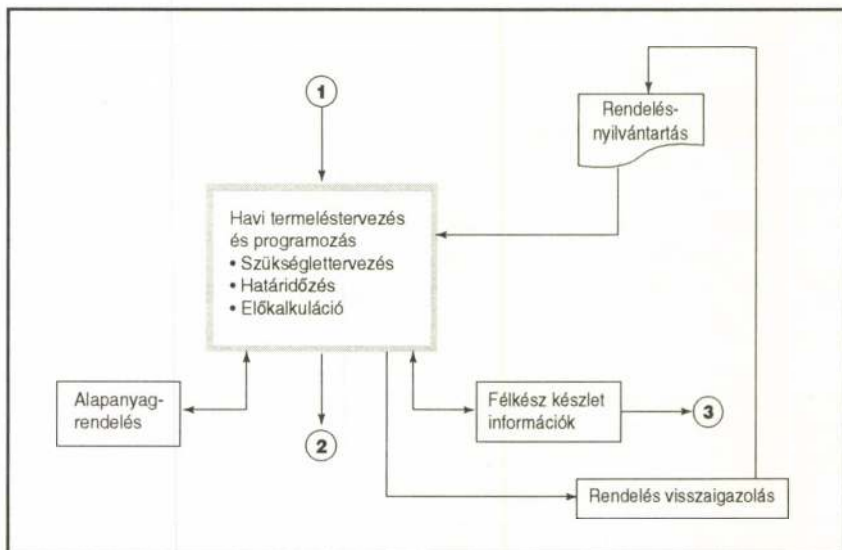 1
Rendelés-
nyilvántartás
Havi termeléstervezés
és programozás
• Szükséglettervezés
• Határidőzés
• Előkalkuláció
Alapanyag-
rendelés
2
Félkész készlet
információk
3
Rendelés visszaigazolás